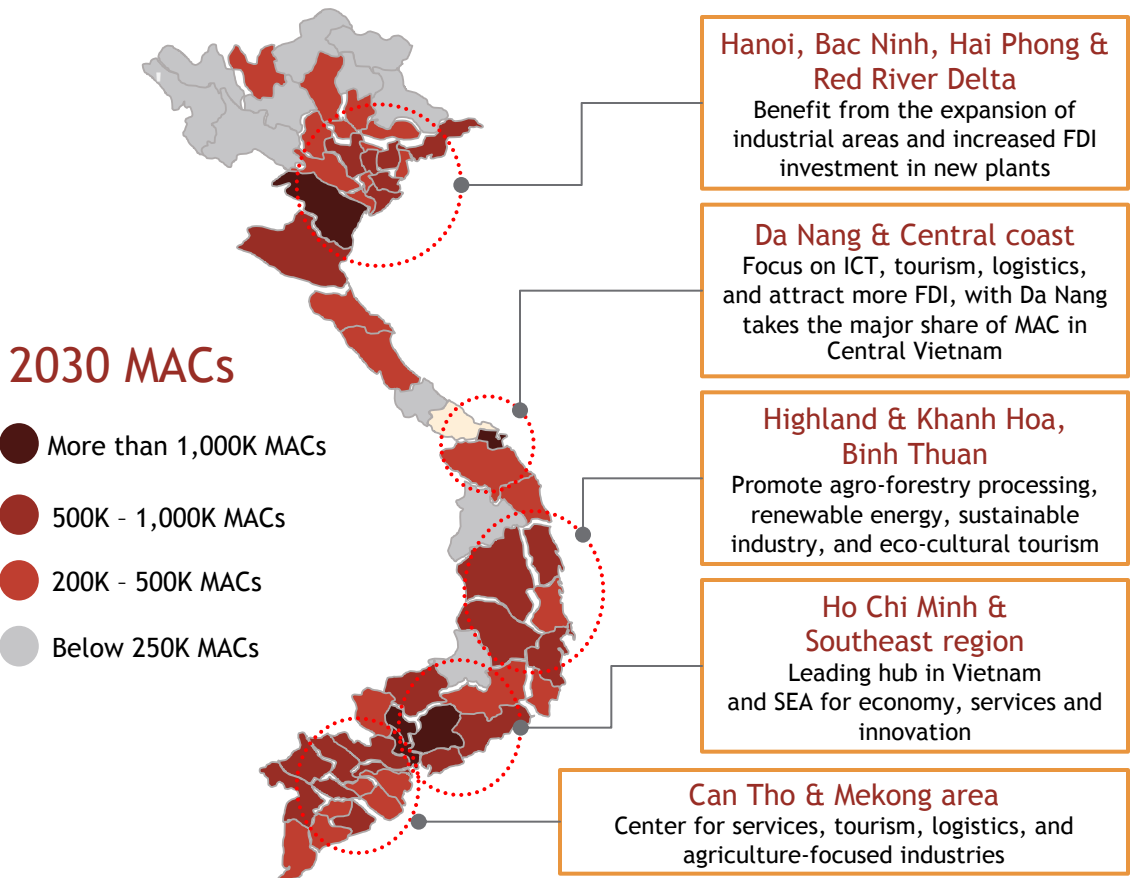 Hanoi, Bac Ninh, Hai Phong &
Red River Delta
Benefit from the expansion of
industrial areas and increased FDI
investment in new plants
Da Nang & Central coast
Focus on ICT, tourism, logistics,
and attract more FDI, with Da Nang
takes the major share of MAC in
Central Vietnam
2030 MACs
More than 1,000K MACs
500K - 1,000K MACs
200K - 500K MACs
Below 250K MACs
Highland & Khanh Hoa,
Binh Thuan
Promote agro-forestry processing,
renewable energy, sustainable
industry, and eco-cultural tourism
Ho Chi Minh &
Southeast region
Leading hub in Vietnam
and SEA for economy, services and
innovation
Can Tho & Mekong area
Center for services, tourism, logistics, and
agriculture-focused industries